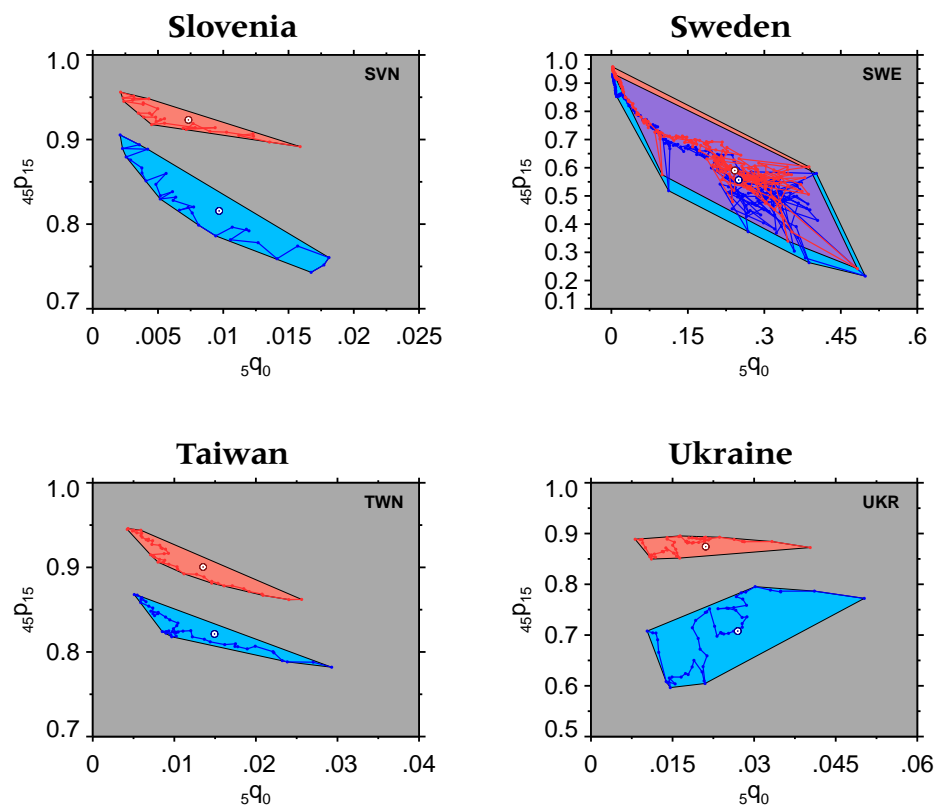 Slovenia
SVN
1.0
0.9
0.8
0.7
45p15
0 .005 .01 .015 .02 .025
5q0
Sweden
SWE
1.0
0.9
0.8
0.7
0.6
0.5
0.4
0.3
0.2
0.1
45p15
0 .15 .3 .45 .6
5q0
Taiwan
TWN
1.0
0.9
0.8
0.7
45p15
0 .01 .02 .03 .04
5q0
Ukraine
UKR
1.0
0.9
0.8
0.7
0.6
0.5
45p15
0 .015 .03 .045 .06
5q0